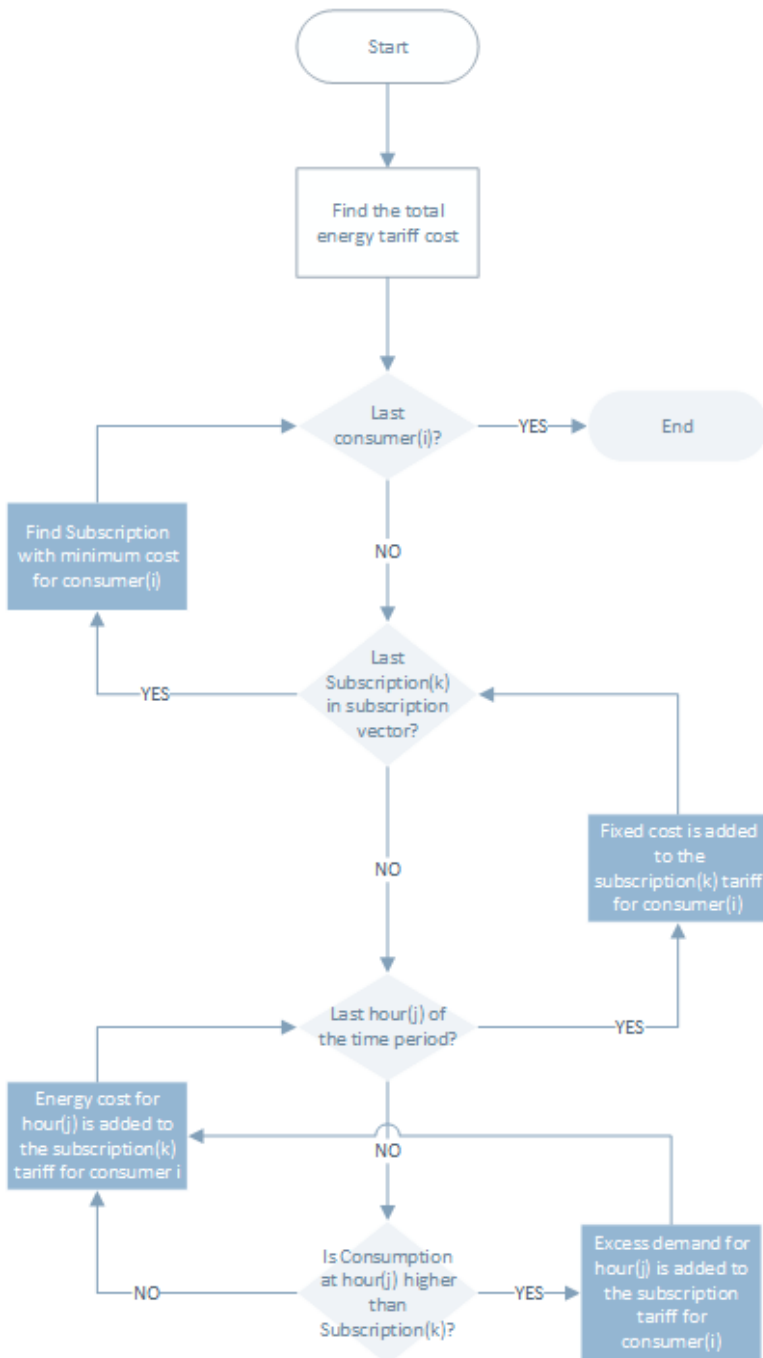 Start
Find the total
energy tariff cost
Last
consumer(i)?
YES
End
Find Subscription
with minimum cost
for consumer(i)
NO
Last
Subscription(k)
in subscription
vector?
YES
Fixed cost is added
to the
subscription(k) tariff
for consumer(i)
NO
Last hour(j) of
the time period?
YES
Energy cost for
hour(j) is added to
the subscription(k)
tariff for consumer i
NO
Is Consumption
at hour(j) higher
than
Subscription(k)?
NO
YES
Excess demand for
hour(j) is added to
the subscription
tariff for
consumer(i)